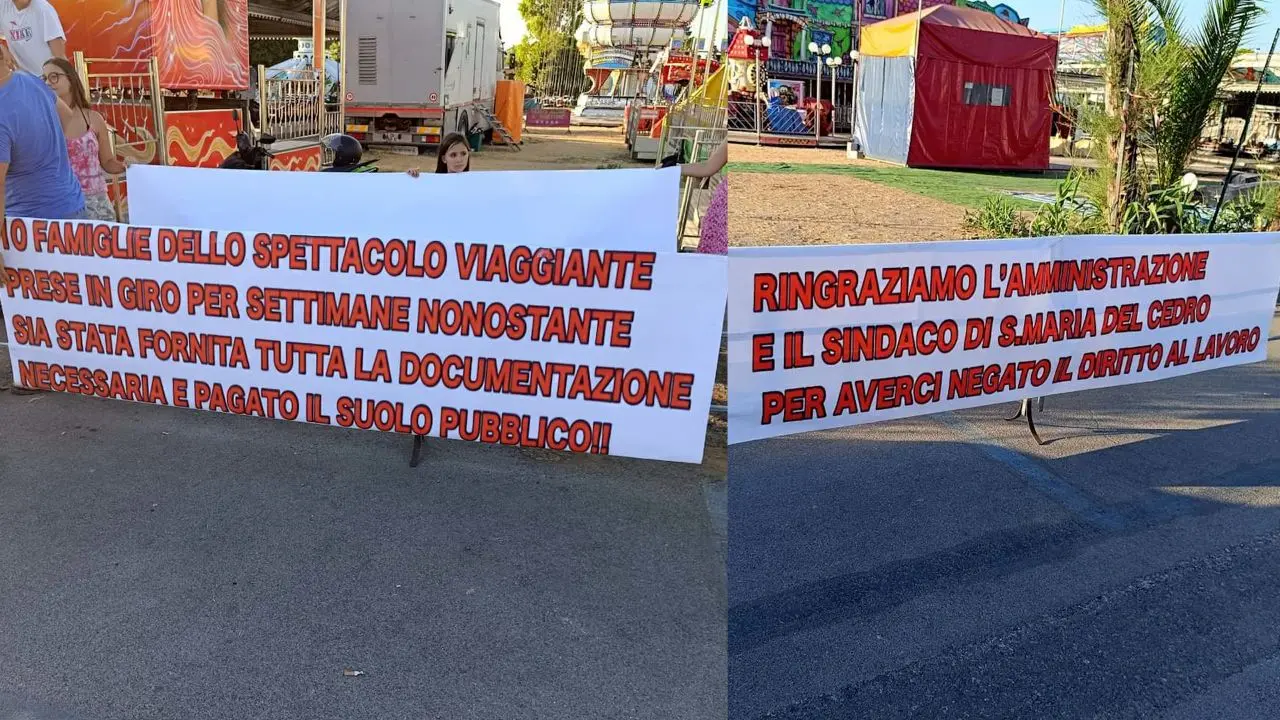 10 FAMIGLIE DELLO SPETTACOLO VIAGGIANTE
PRESE IN GIRO PER SETTIMANE NONOSTANTE
SIA STATA FORNITA TUTTA LA DOCUMENTAZIONE
NECESSARIA E PAGATO IL SUOLO PUBBLICO!!
RINGRAZIAMO L'AMMINISTRAZIONE
E IL SINDACO DI S.MARIA DEL CEDRO
PER AVERCI NEGATO IL DIRITTO AL LAVORO